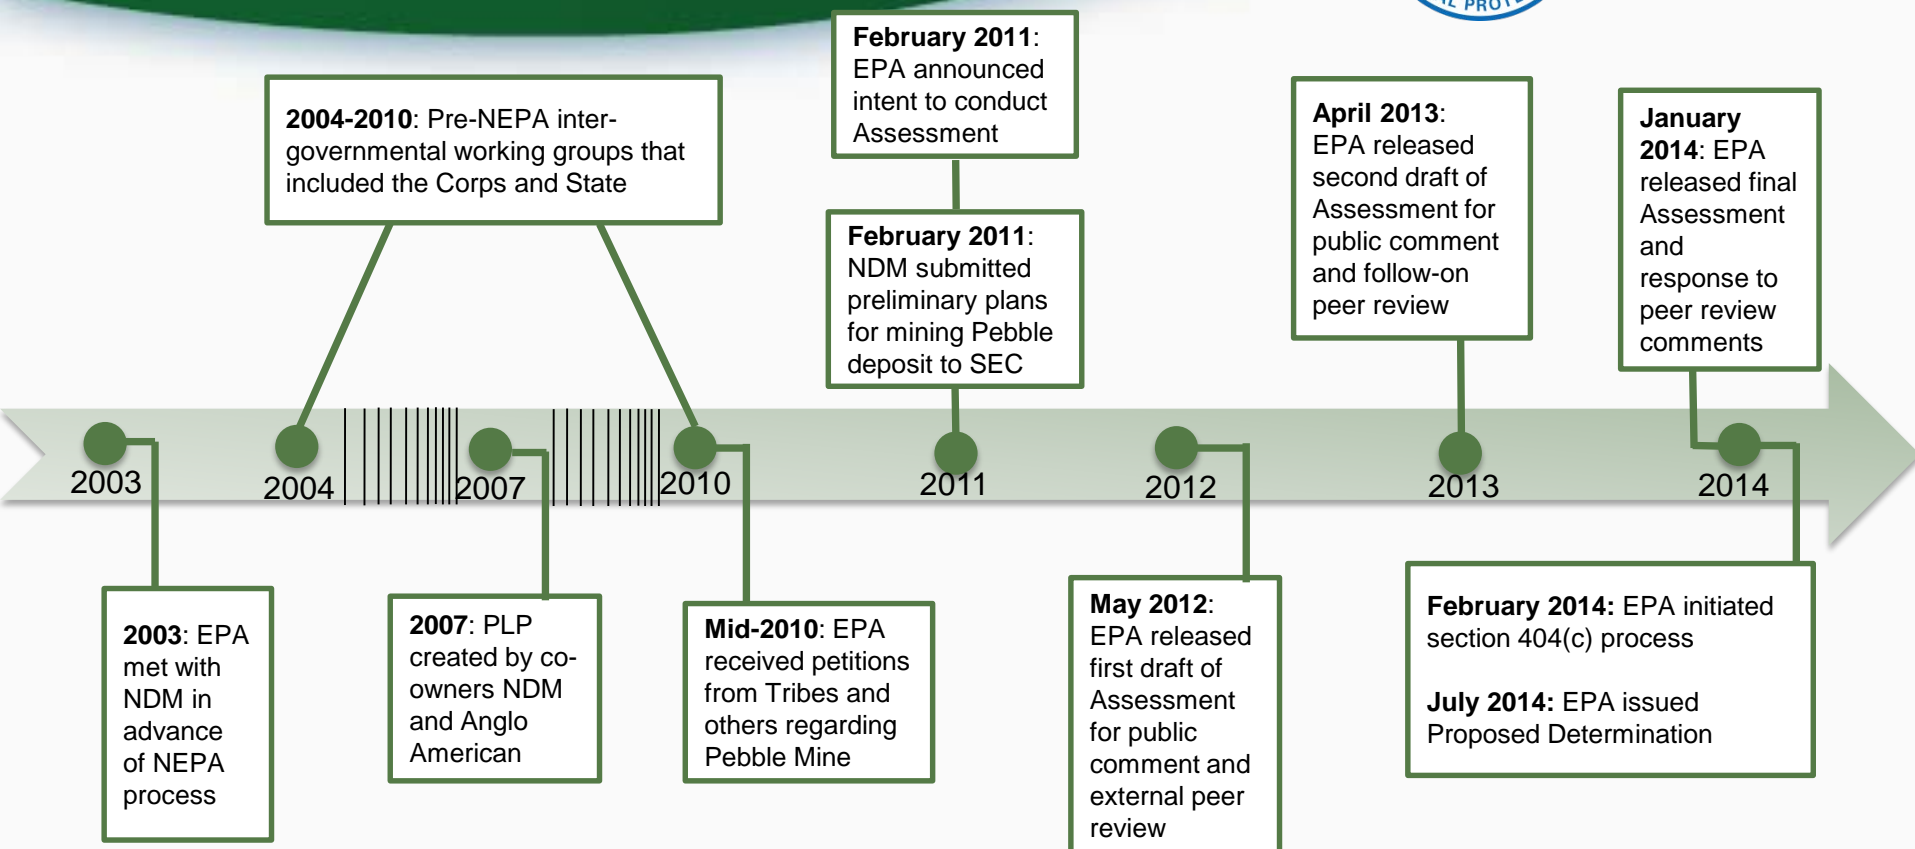 AL PROTE
2004-2010: Pre-NEPA inter-
governmental working groups that
included the Corps and State
February 2011:
EPA announced
intent to conduct
Assessment
February 2011:
NDM submitted
preliminary plans
for mining Pebble
deposit to SEC
April 2013:
EPA released
second draft of
Assessment for
public comment
and follow-on
peer review
January
2014: EPA
released final
Assessment
and
response to
peer review
comments
2003
2004
2007
2010
2011
2012
2013
2014
2003: EPA
met with
NDM in
advance
of NEPA
process
2007: PLP
created by co-
owners NDM
and Anglo
American
Mid-2010: EPA
received petitions
from Tribes and
others regarding
Pebble Mine
May 2012:
EPA released
first draft of
Assessment
for public
comment and
external peer
review
February 2014: EPA initiated
section 404(c) process
July 2014: EPA issued
Proposed Determination